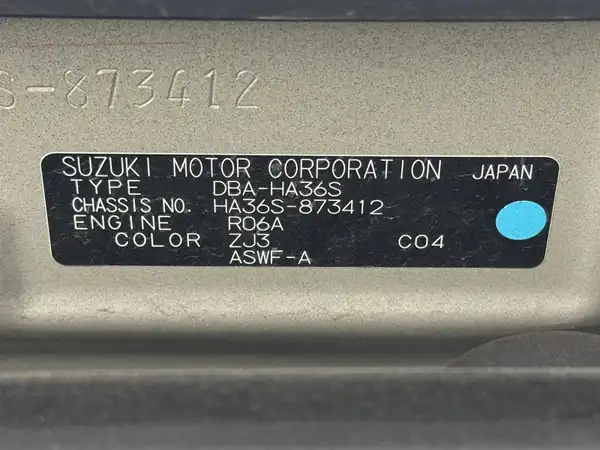 S-873412
SUZUKI MOTOR CORPORATION JAPAN
TYPE DBA-HA36S
CHASSIS NO. HA36S-873412
ENGINE R06A
COLOR ZJ3 C04
ASWF-A